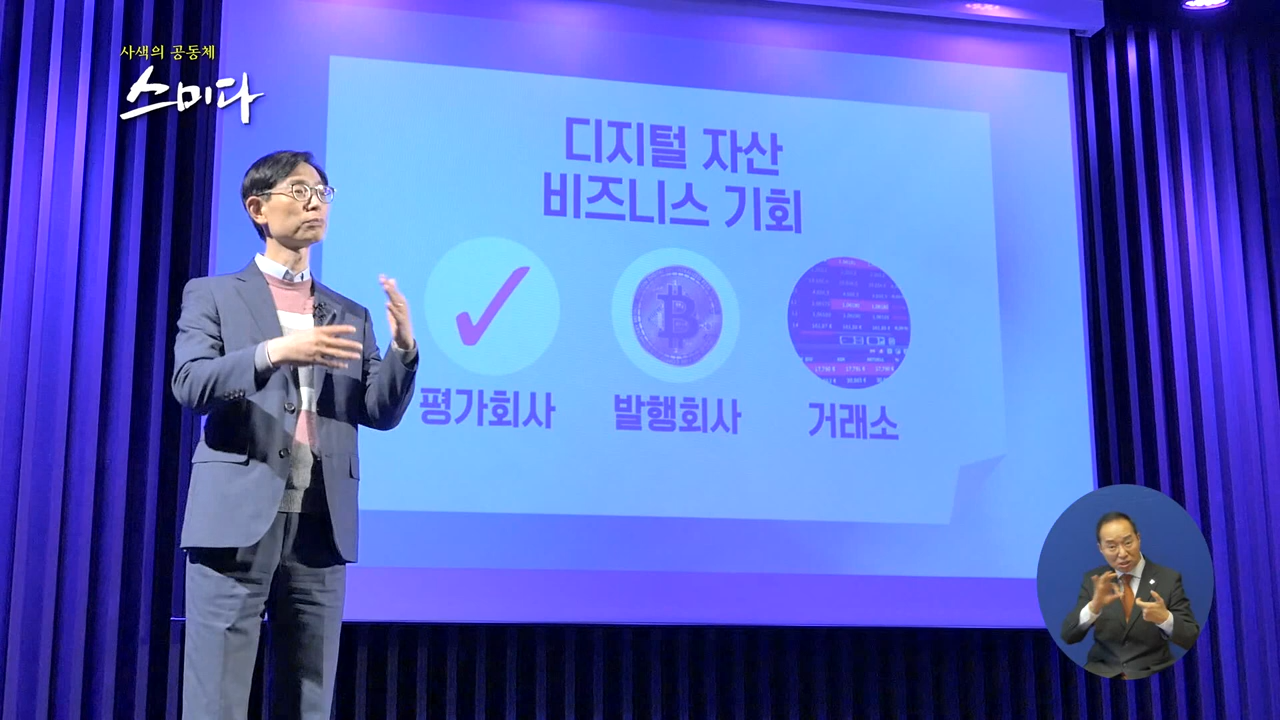 사색의 공동체
스미다
디지털 자산
비즈니스 기회
평가회사
발행회사
거래소